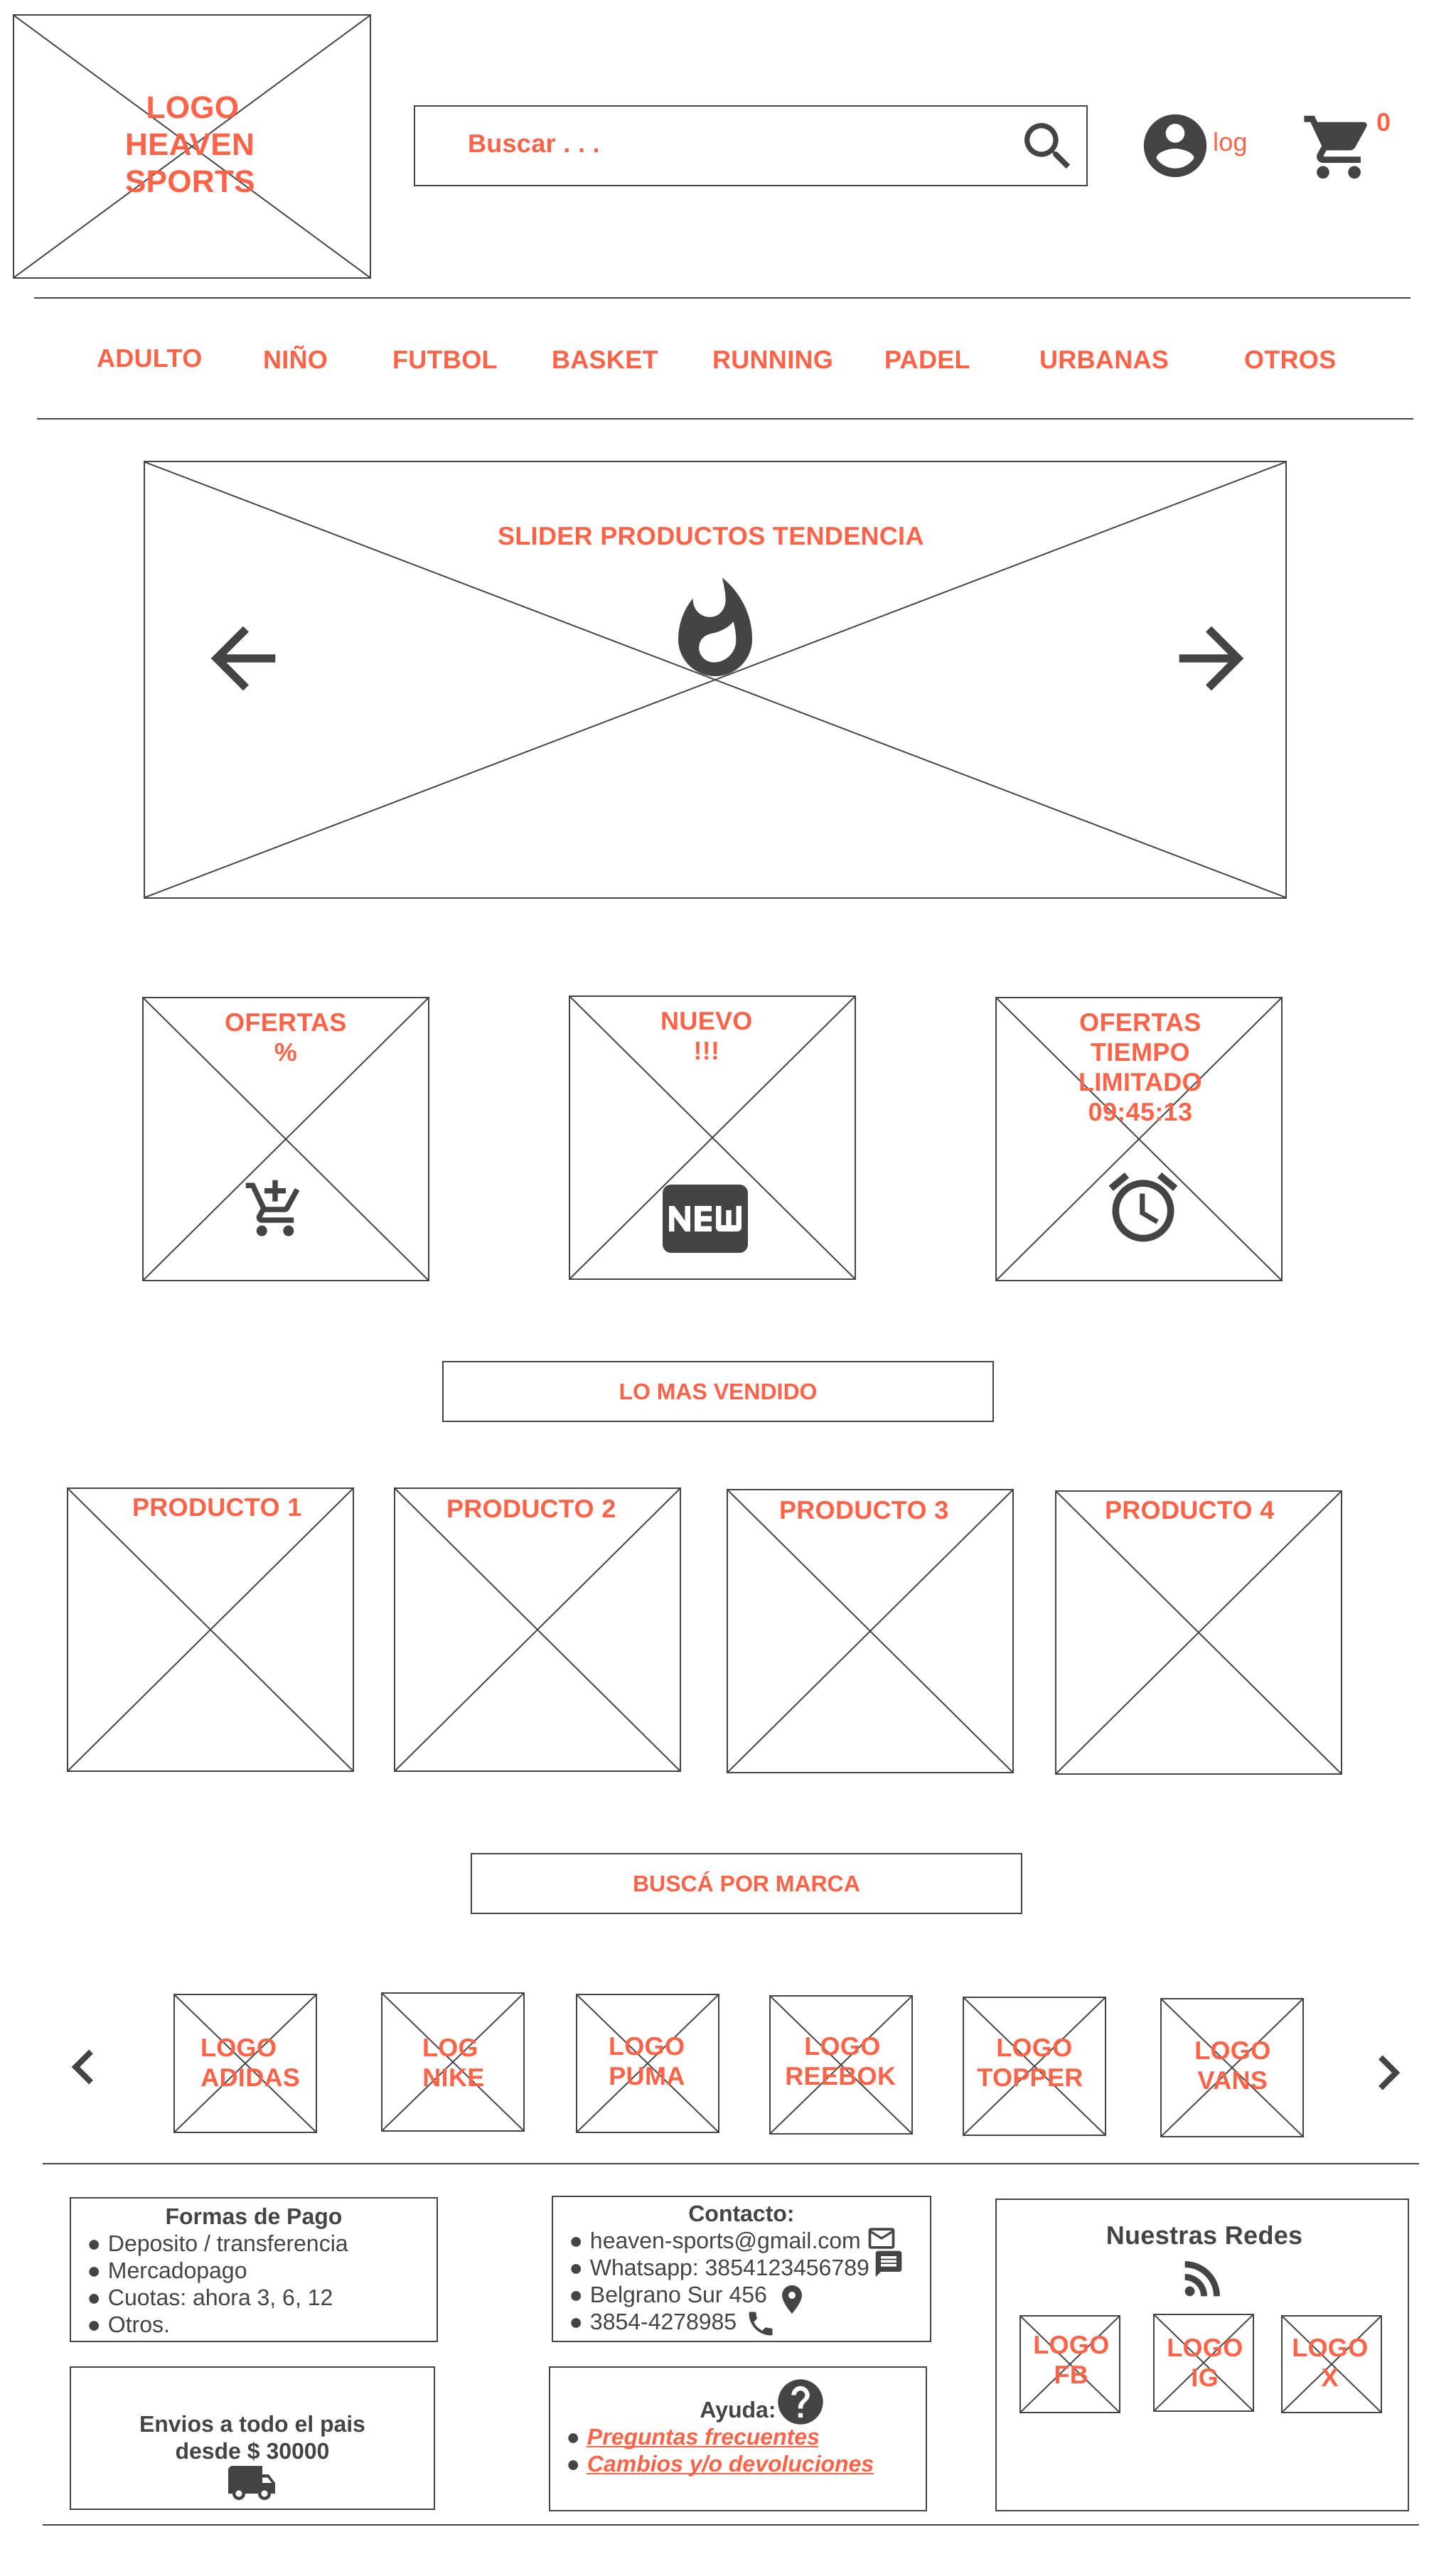 LOGO
HEAVEN
SPORTS
Buscar . . .
log
0
ADULTO
NIÑO
FUTBOL
BASKET
RUNNING
PADEL
URBANAS
OTROS
SLIDER PRODUCTOS TENDENCIA
OFERTAS
%
NUEVO
!!!
NEW
OFERTAS
TIEMPO
LIMITADO
09:45:13
LO MAS VENDIDO
PRODUCTO 1
PRODUCTO 2
PRODUCTO 3
PRODUCTO 4
BUSCÁ POR MARCA
LOGO
ADIDAS
LOG
NIKE
LOGO
PUMA
LOGO
REEBOK
LOGO
TOPPER
LOGO
VANS
Formas de Pago
● Deposito / transferencia
● Mercadopago
● Cuotas: ahora 3, 6, 12
● Otros.
Contacto:
● heaven-sports@gmail.com
● Whatsapp: 3854123456789
● Belgrano Sur 456
● 3854-4278985
Nuestras Redes
LOGO
FB
LOGO
IG
LOGO
X
Envios a todo el pais
desde $ 30000
Ayuda: ?
● Preguntas frecuentes
● Cambios y/o devoluciones